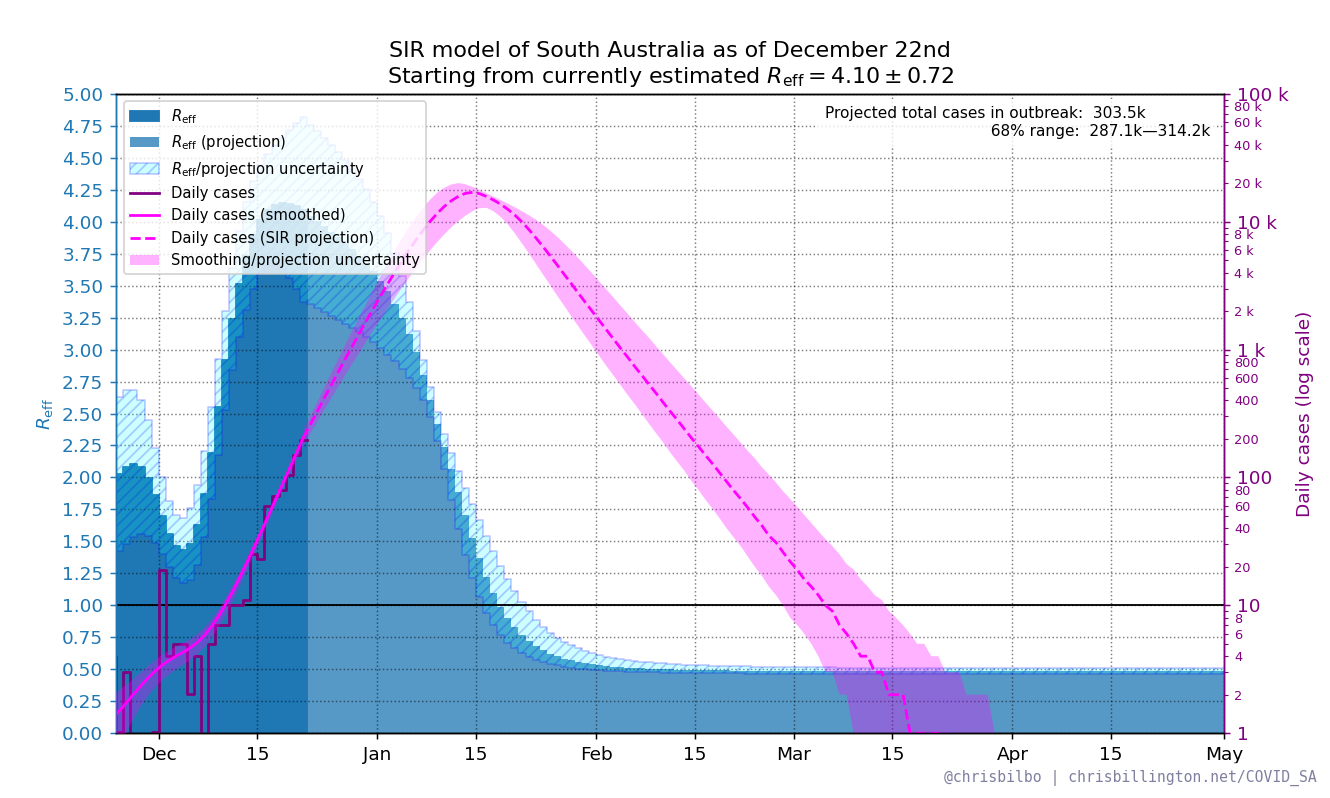 SIR model of South Australia as of December 22nd
Starting from currently estimated R_eff = 4.10 ± 0.72
Projected total cases in outbreak: 303.5k
68% range: 287.1k—314.2k
R_eff
R_eff (projection)
R_eff/projection uncertainty
Daily cases
Daily cases (smoothed)
Daily cases (SIR projection)
Smoothing/projection uncertainty
R_eff
5.00
4.75
4.50
4.25
4.00
3.75
3.50
3.25
3.00
2.75
2.50
2.25
2.00
1.75
1.50
1.25
1.00
0.75
0.50
0.25
0.00
100 k
80 k
60 k
40 k
20 k
10 k
8 k
6 k
4 k
2 k
1 k
800
600
400
200
100
80
60
40
20
10
8
6
4
2
1
Daily cases (log scale)
Dec 15 Jan 15 Feb 15 Mar 15 Apr 15 May
@chrisbilbo | chrisbillington.net/COVID_SA